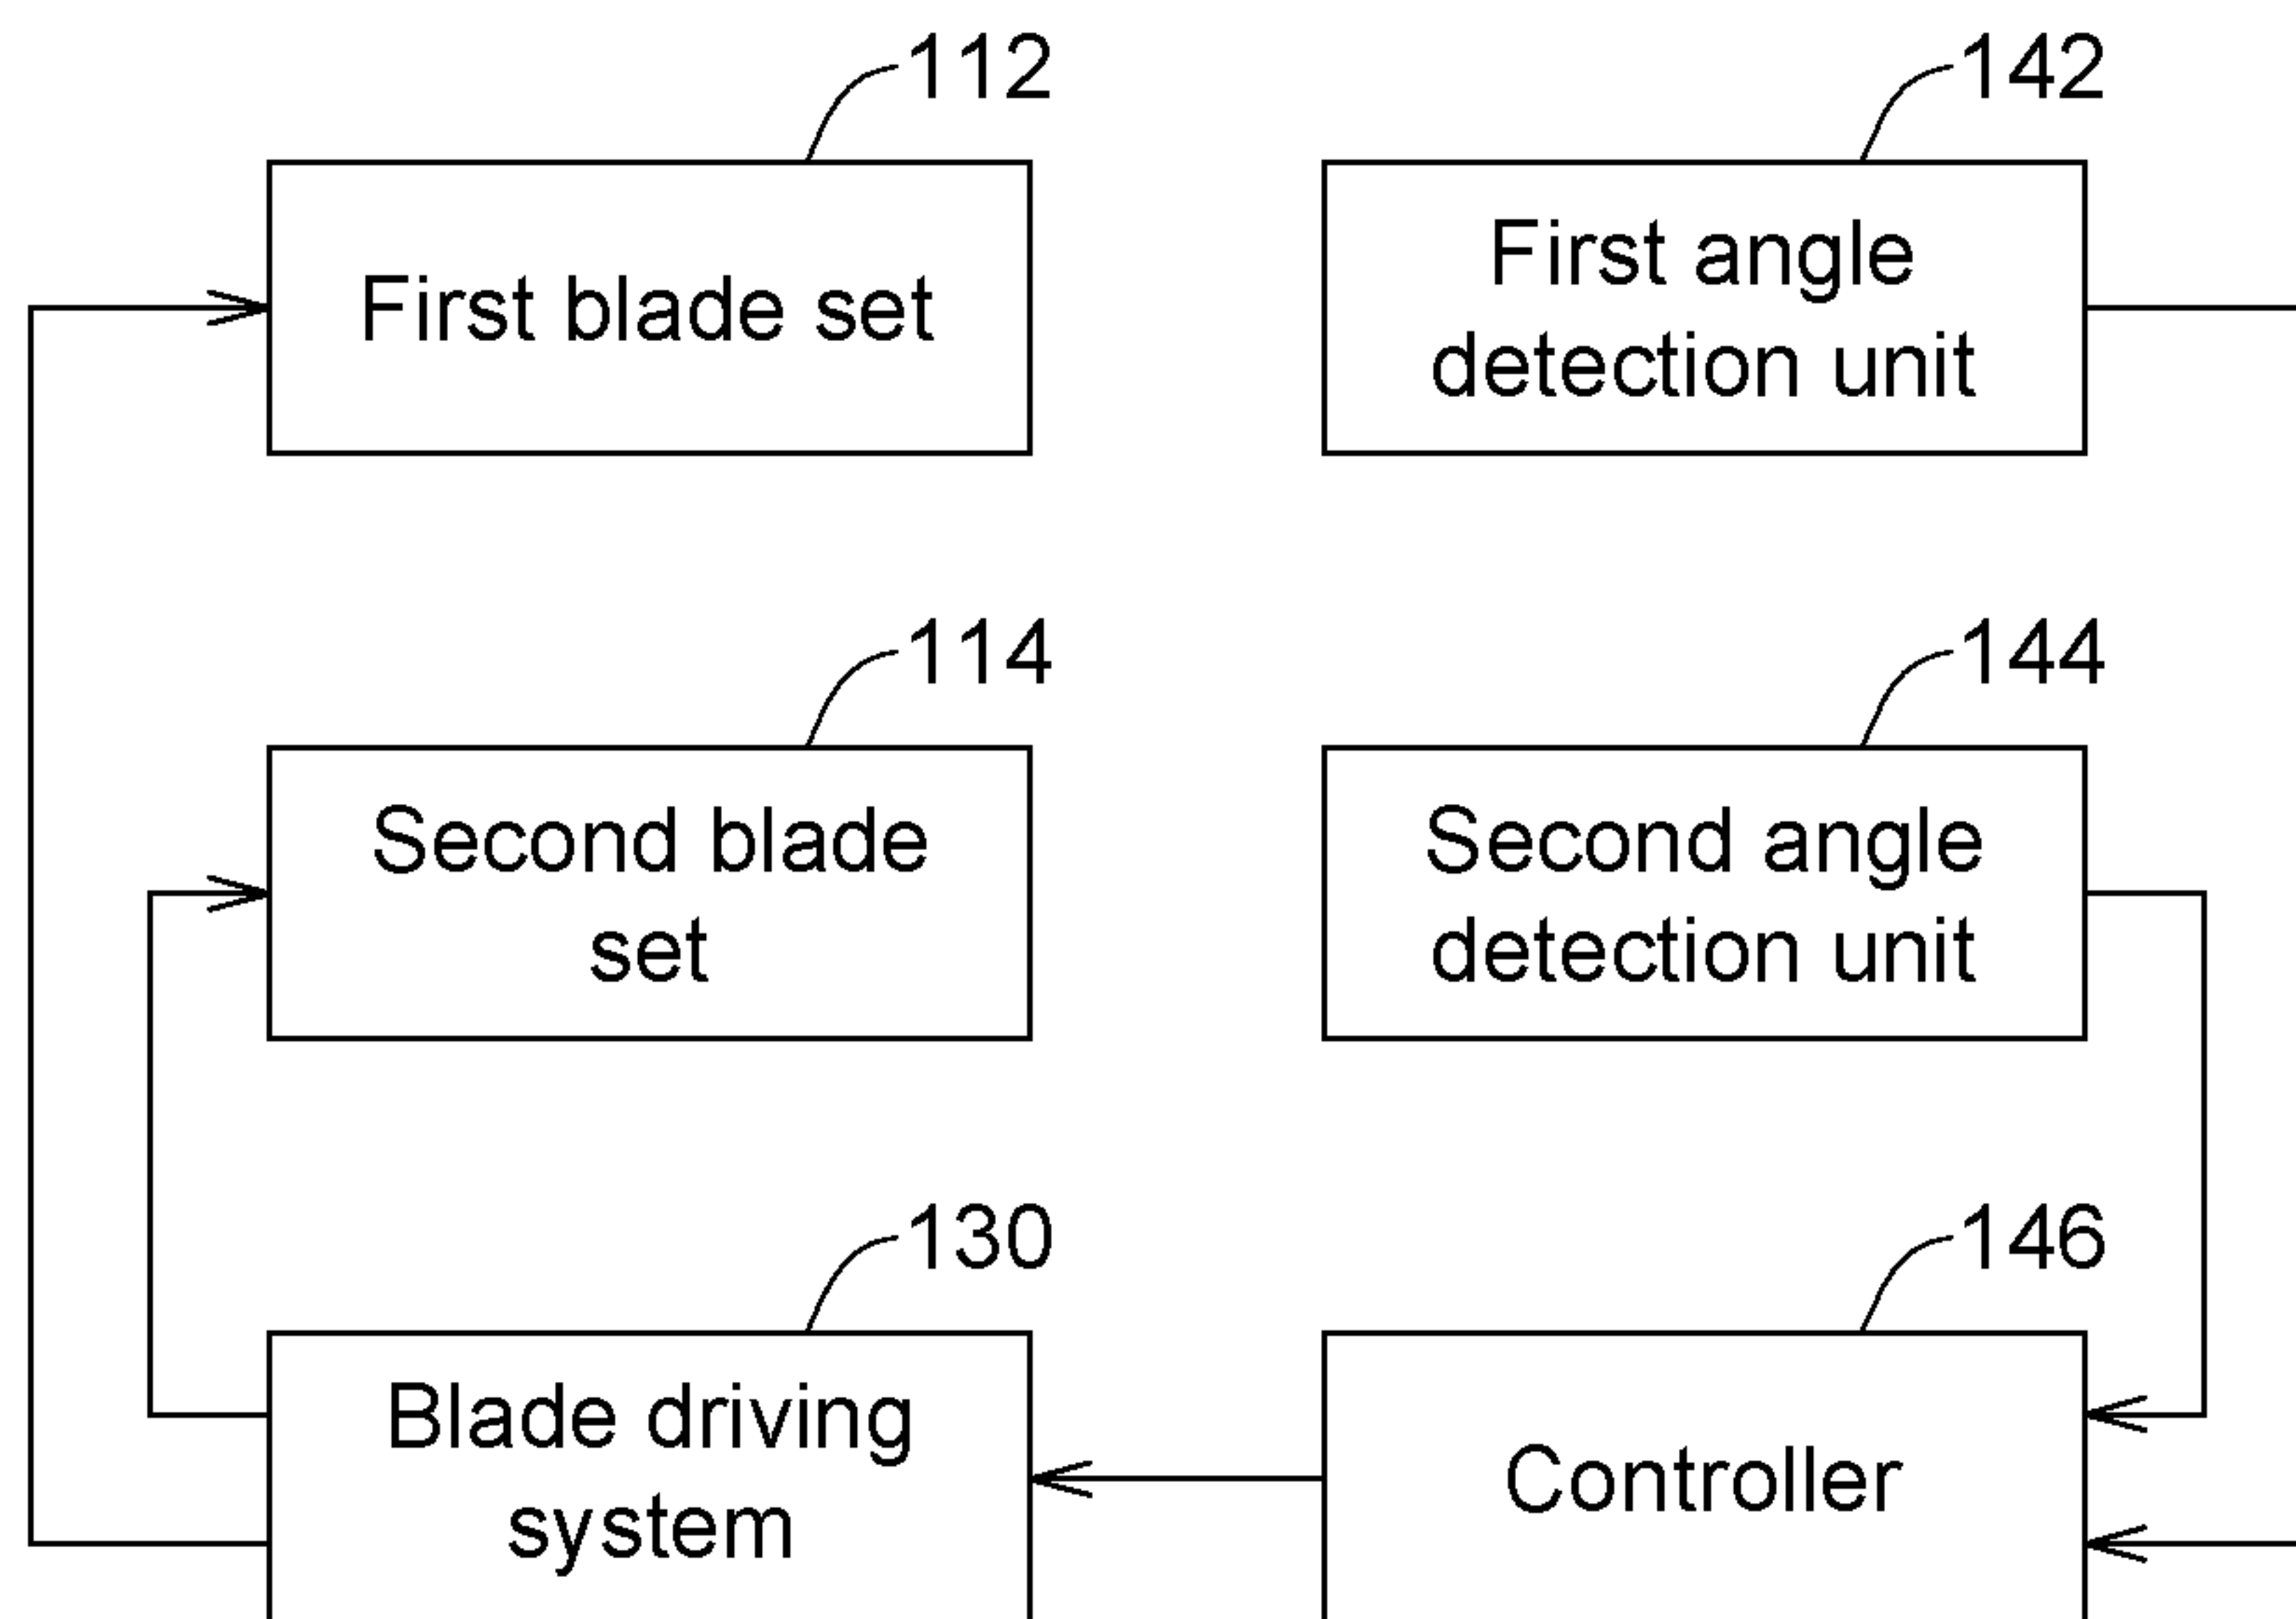 112
First blade set
142
First angle
detection unit
114
Second blade
set
144
Second angle
detection unit
130
Blade driving
system
146
Controller